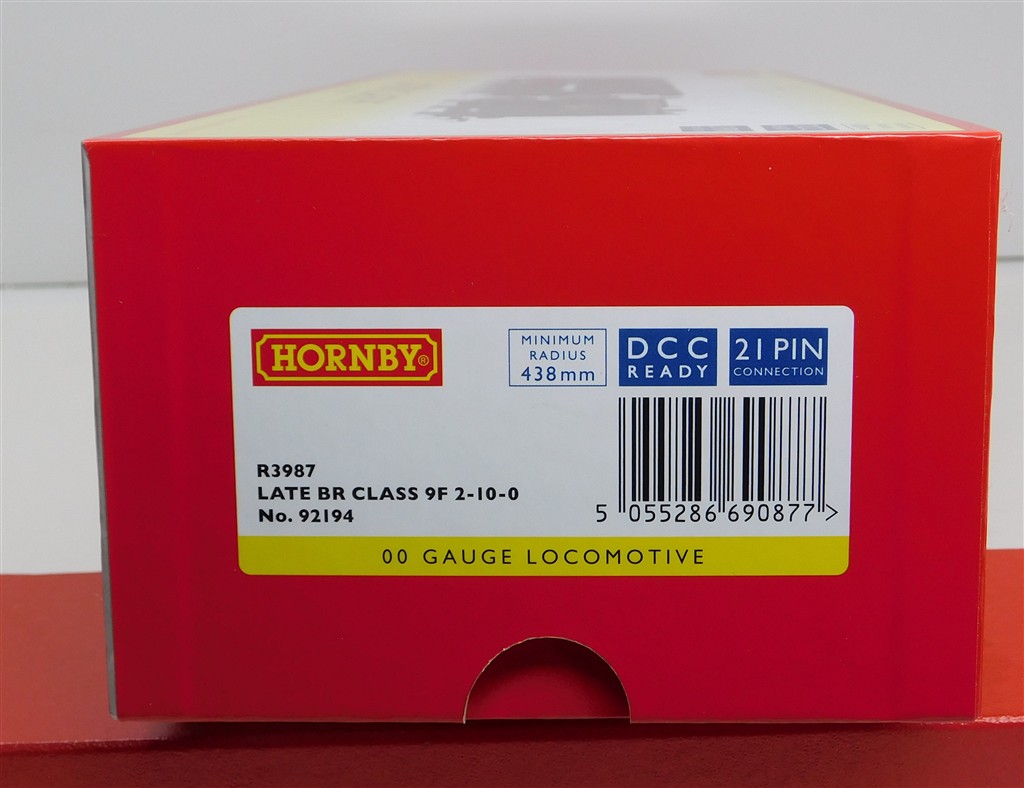 HORNBY®
MINIMUM
RADIUS
438mm
DCC
READY
21 PIN
CONNECTION
R3987
LATE BR CLASS 9F 2-10-0
No. 92194
5 055286 690877 >
00 GAUGE LOCOMOTIVE